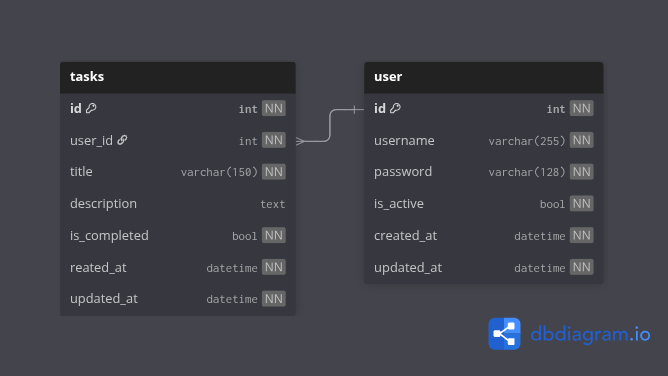 tasks
id int NN
user_id int NN
title varchar(150) NN
description text
is_completed bool NN
reated_at datetime NN
updated_at datetime NN
user
id int NN
username varchar(255) NN
password varchar(128) NN
is_active bool NN
created_at datetime NN
updated_at datetime NN
dbdiagram.io